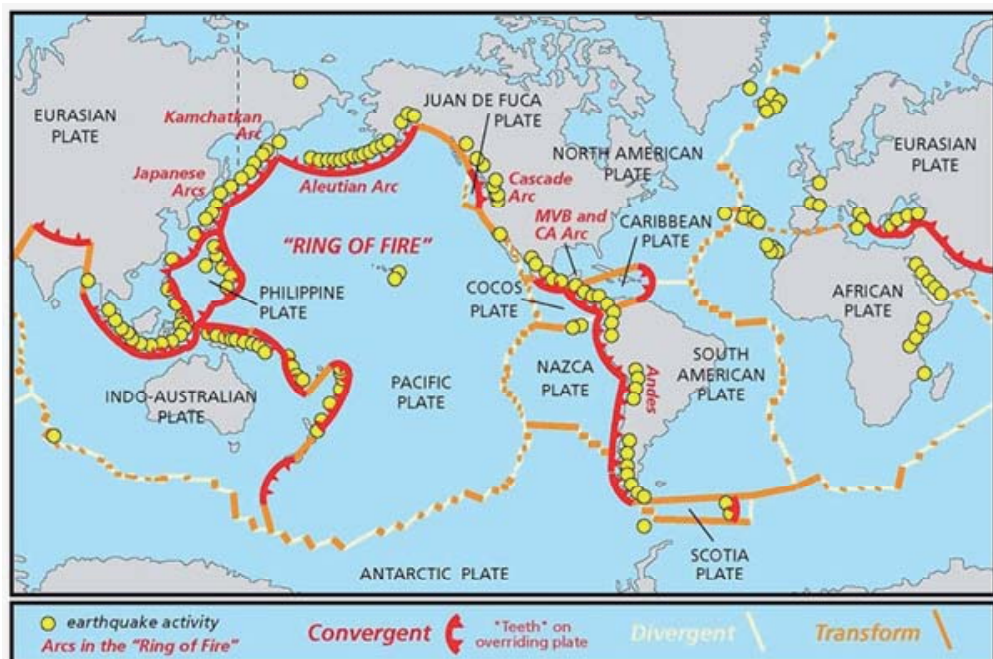 EURASIAN
PLATE
Kamchatkan
Arc
Japanese
Arcs
Aleutian Arc
JUAN DE FUCA
PLATE
NORTH AMERICAN
PLATE
Cascade
Arc
MVB and
CA Arc
CARIBBEAN
PLATE
EURASIAN
PLATE
"RING OF FIRE"
PHILIPPINE
PLATE
COCOS
PLATE
AFRICAN
PLATE
INDO-AUSTRALIAN
PLATE
PACIFIC
PLATE
NAZCA
PLATE
Andes
SOUTH
AMERICAN
PLATE
SCOTIA
PLATE
ANTARCTIC PLATE
earthquake activity
Arcs in the "Ring of Fire"
Convergent
"Teeth" on
overriding plate
Divergent
Transform